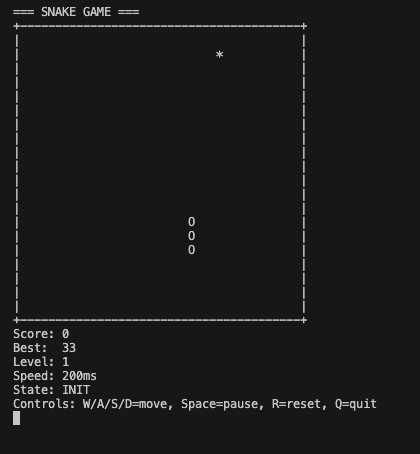 === SNAKE GAME ===
+----------------------------------------+
*
O
O
O
+----------------------------------------+
Score: 0
Best:  33
Level: 1
Speed: 200ms
State: INIT
Controls: W/A/S/D=move, Space=pause, R=reset, Q=quit